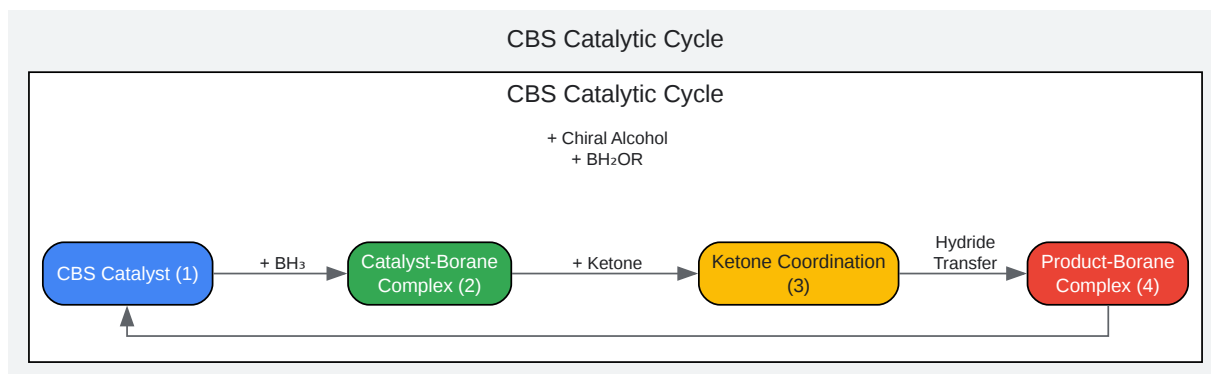 CBS Catalytic Cycle
CBS Catalytic Cycle
+ Chiral Alcohol
+ BH₂OR
CBS Catalyst (1)
+ BH₃
Catalyst-Borane
Complex (2)
+ Ketone
Ketone Coordination
(3)
Hydride
Transfer
Product-Borane
Complex (4)